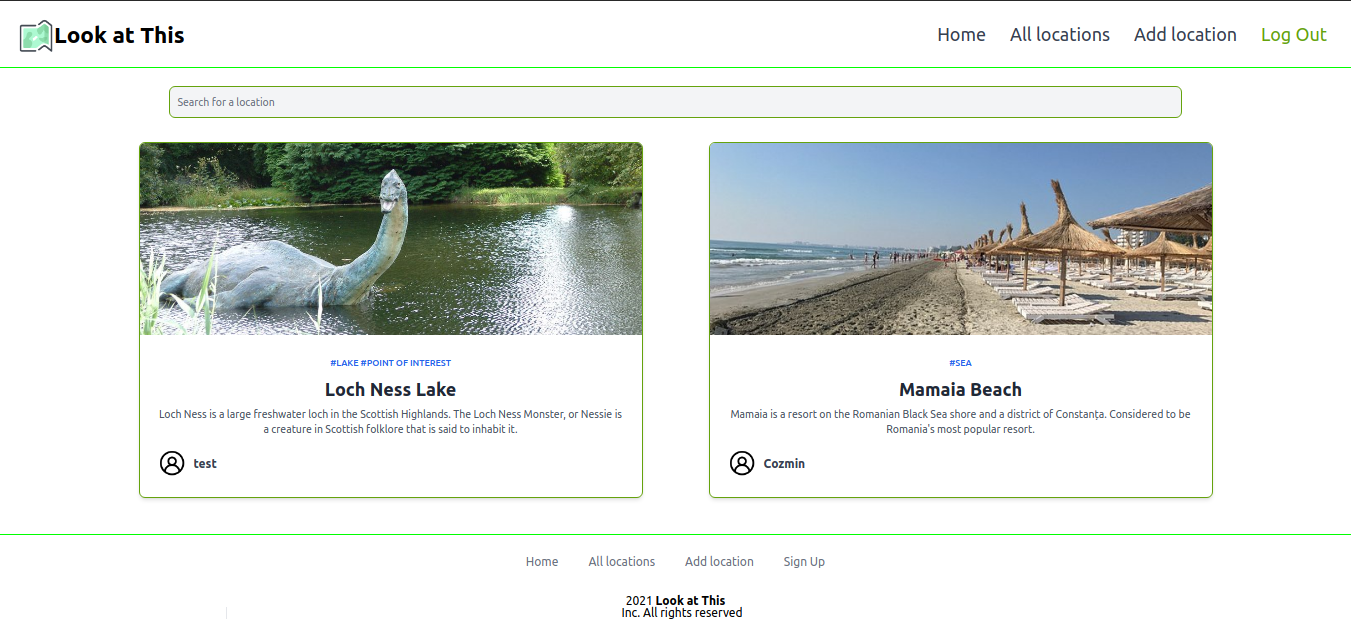 Look at This
Home All locations Add location Log Out
Search for a location
#LAKE #POINT OF INTEREST
Loch Ness Lake
Loch Ness is a large freshwater loch in the Scottish Highlands. The Loch Ness Monster, or Nessie is
a creature in Scottish folklore that is said to inhabit it.
test
#SEA
Mamaia Beach
Mamaia is a resort on the Romanian Black Sea shore and a district of Constanța. Considered to be
Romania's most popular resort.
Cozmin
Home All locations Add location Sign Up
2021 Look at This
Inc. All rights reserved